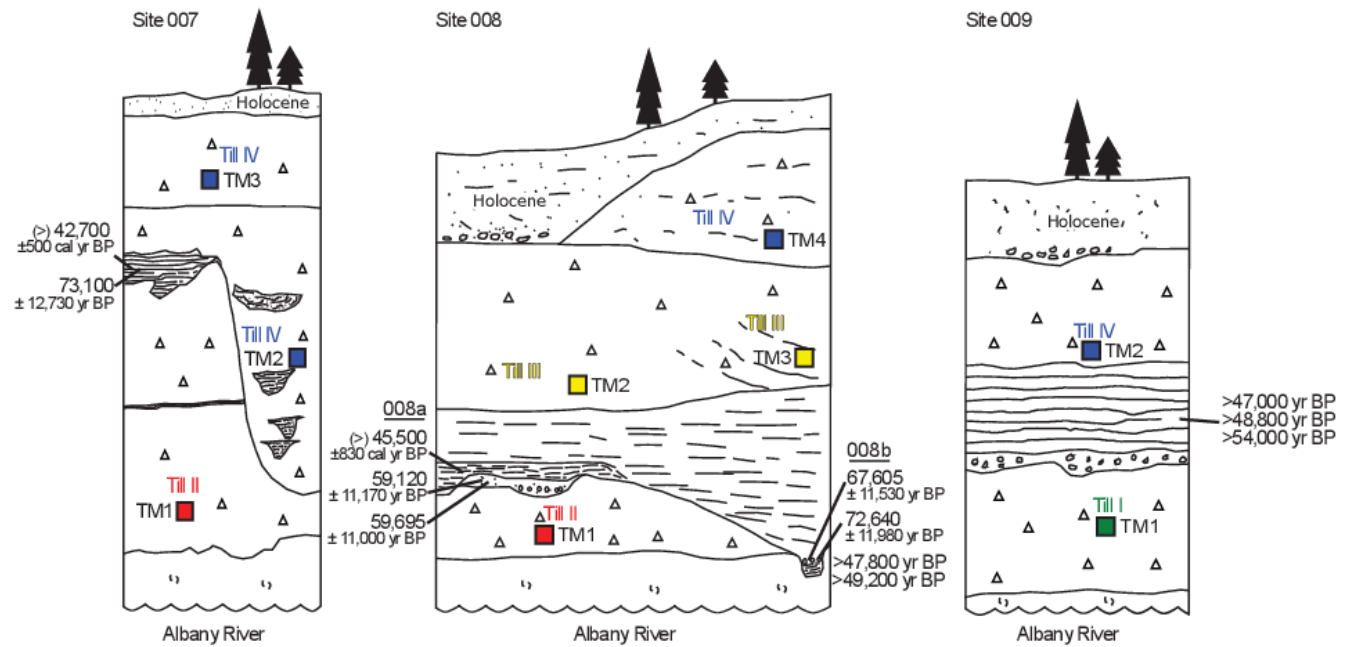 Site 007
Holocene
Till IV
TM3
(>) 42,700
±500 cal yr BP
73,100
± 12,730 yr BP
Till IV
TM2
Till II
TM1
Albany River
Site 008
Holocene
Till IV
TM4
Till III
TM3
Till III
TM2
008a
(>) 45,500
±830 cal yr BP
59,120
± 11,170 yr BP
59,695
± 11,000 yr BP
Till II
TM1
008b
67,605
± 11,530 yr BP
72,640
± 11,980 yr BP
>47,800 yr BP
>49,200 yr BP
Albany River
Site 009
Holocene
Till IV
TM2
>47,000 yr BP
>48,800 yr BP
>54,000 yr BP
Till I
TM1
Albany River